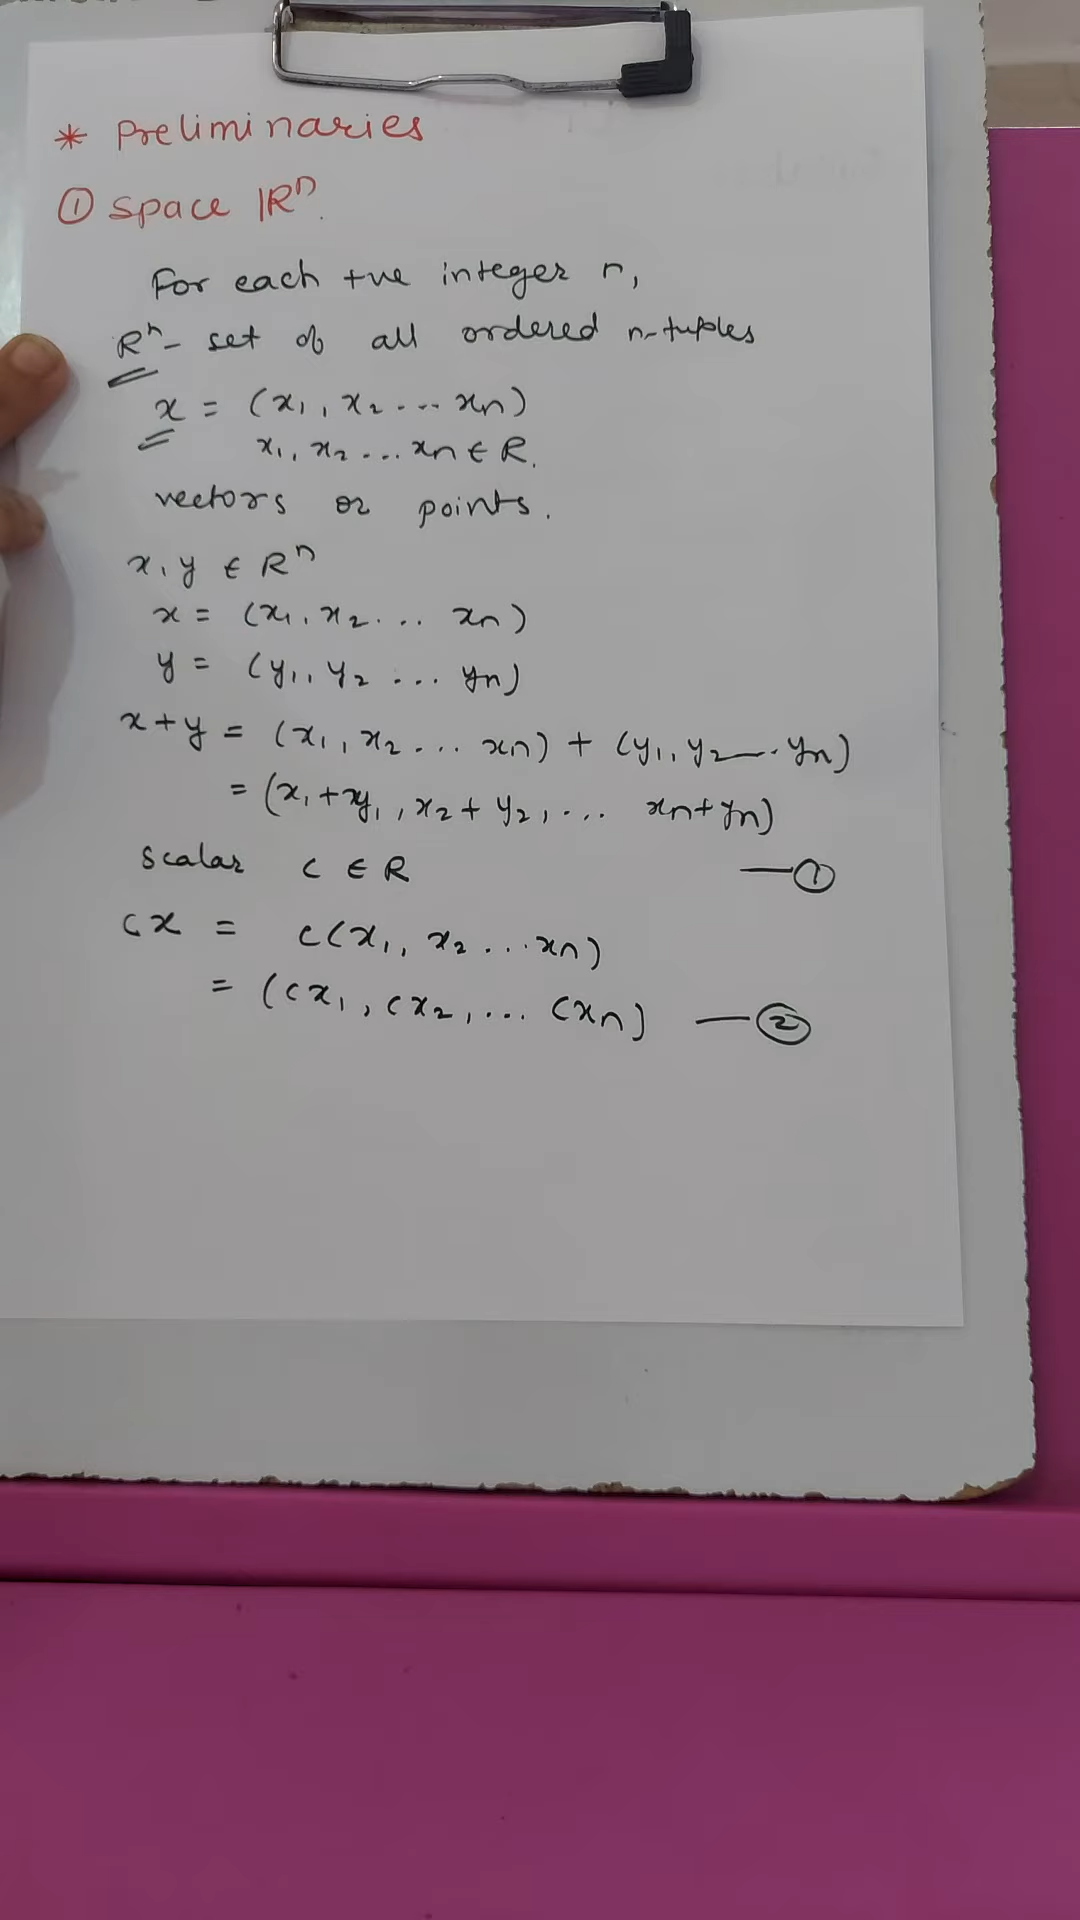 * Preliminaries
① Space ℝⁿ.
For each +ve integer n,
Rⁿ - set of all ordered n-tuples
x = (x₁, x₂ ... xn)
x₁, x₂ ... xn ∈ R.
vectors or points.
x, y ∈ Rⁿ
x = (x₁, x₂ ... xn)
y = (y₁, y₂ ... yn)
x+y = (x₁, x₂ ... xn) + (y₁, y₂ —.. yn)
= (x₁+y₁, x₂+y₂, ... xn+yn)
scalar c ∈ R —①
cx = c(x₁, x₂ ... xn)
= (cx₁, cx₂, ... cxn) —②